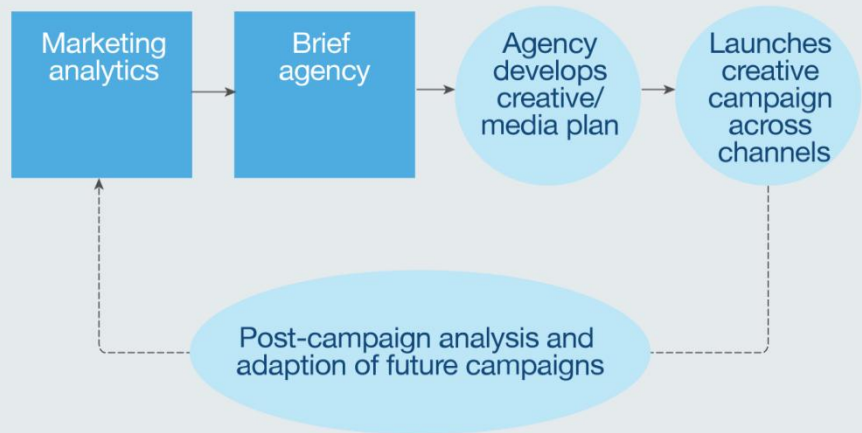 Marketing
analytics
Brief
agency
Agency
develops
creative/
media plan
Launches
creative
campaign
across
channels
Post-campaign analysis and
adaption of future campaigns